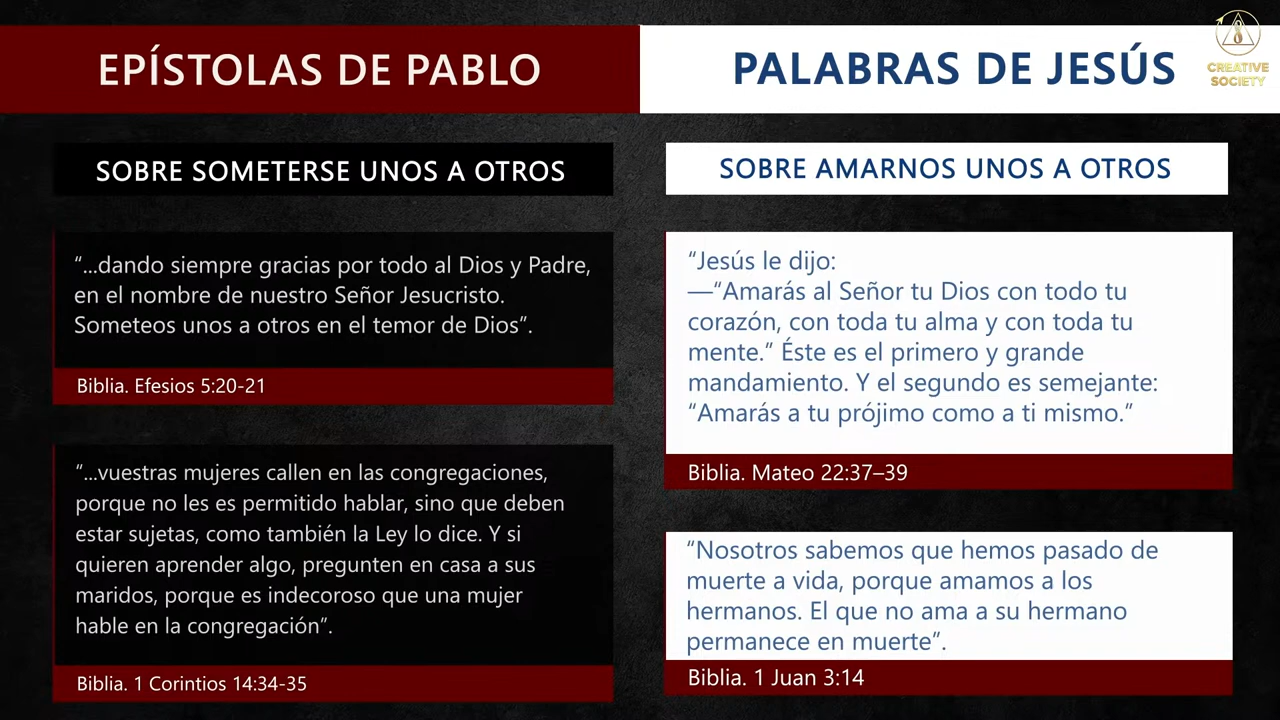 EPÍSTOLAS DE PABLO
SOBRE SOMETERSE UNOS A OTROS
“...dando siempre gracias por todo al Dios y Padre,
en el nombre de nuestro Señor Jesucristo.
Someteos unos a otros en el temor de Dios”.
Biblia. Efesios 5:20-21
“...vuestras mujeres callen en las congregaciones,
porque no les es permitido hablar, sino que deben
estar sujetas, como también la Ley lo dice. Y si
quieren aprender algo, pregunten en casa a sus
maridos, porque es indecoroso que una mujer
hable en la congregación”.
Biblia. 1 Corintios 14:34-35
PALABRAS DE JESÚS
SOBRE AMARNOS UNOS A OTROS
“Jesús le dijo:
—“Amarás al Señor tu Dios con todo tu
corazón, con toda tu alma y con toda tu
mente.” Éste es el primero y grande
mandamiento. Y el segundo es semejante:
“Amarás a tu prójimo como a ti mismo.”
Biblia. Mateo 22:37–39
“Nosotros sabemos que hemos pasado de
muerte a vida, porque amamos a los
hermanos. El que no ama a su hermano
permanece en muerte”.
Biblia. 1 Juan 3:14
CREATIVE
SOCIETY